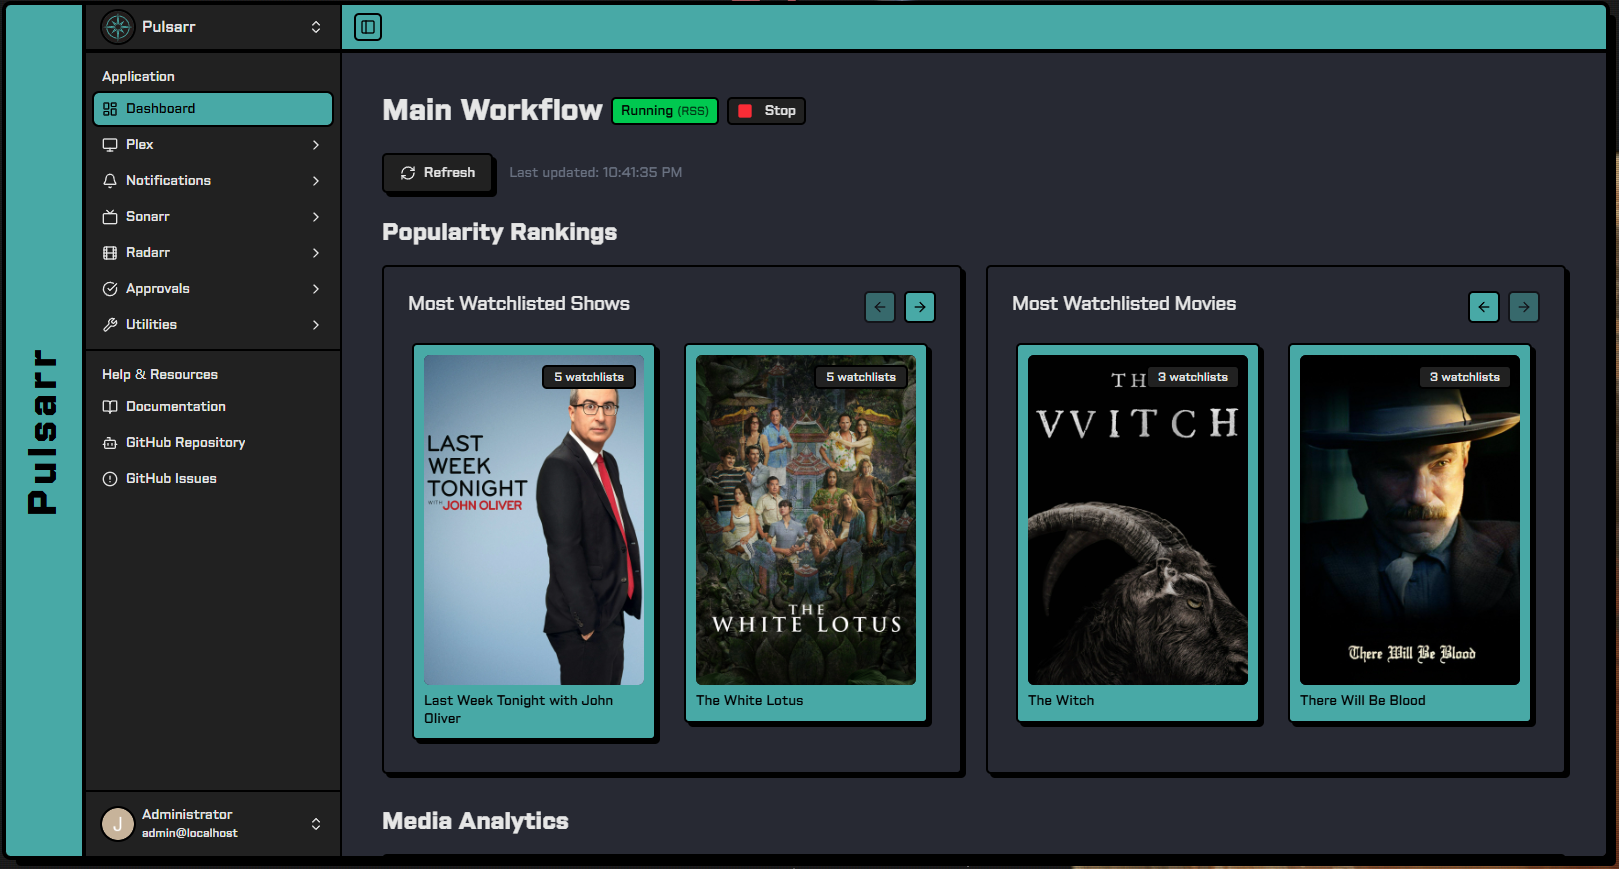 Pulsarr
Pulsarr
Application
Dashboard
Plex
Notifications
Sonarr
Radarr
Approvals
Utilities
Help & Resources
Documentation
GitHub Repository
GitHub Issues
J
Administrator
admin@localhost
Main Workflow
Running (RSS)
Stop
Refresh
Last updated: 10:41:35 PM
Popularity Rankings
Most Watchlisted Shows
5 watchlists
LAST
WEEK
TONIGHT
WITH JOHN OLIVER
Last Week Tonight with John
Oliver
5 watchlists
THE
WHITE LOTUS
The White Lotus
Most Watchlisted Movies
3 watchlists
TH
VVITCH
The Witch
3 watchlists
There Will Be Blood
There Will Be Blood
Media Analytics